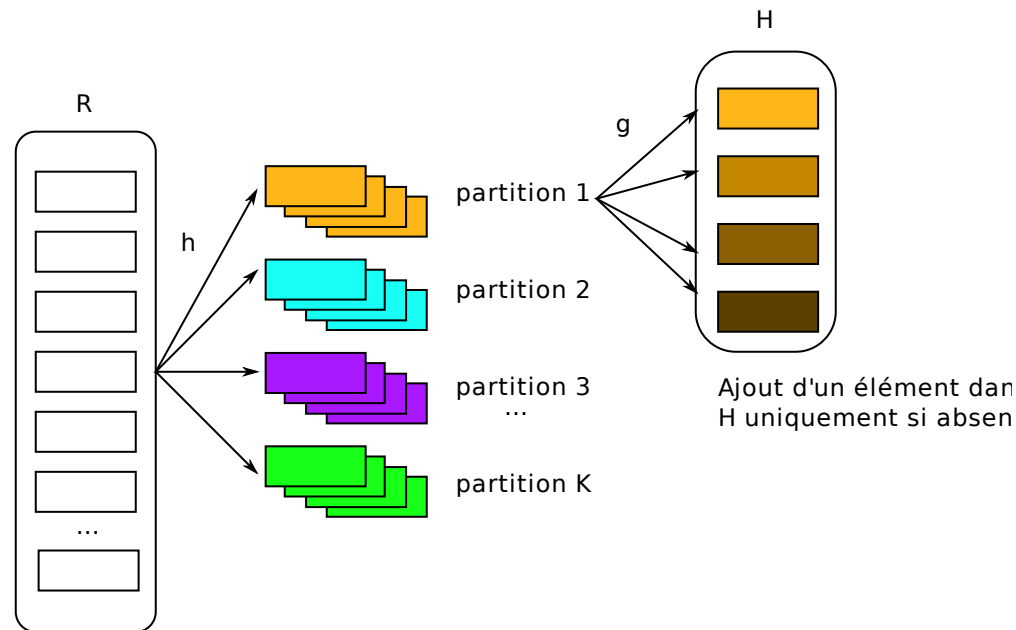 H
R
g
h
partition 1
partition 2
partition 3
...
partition K
Ajout d'un élément dan
H uniquement si absen
...